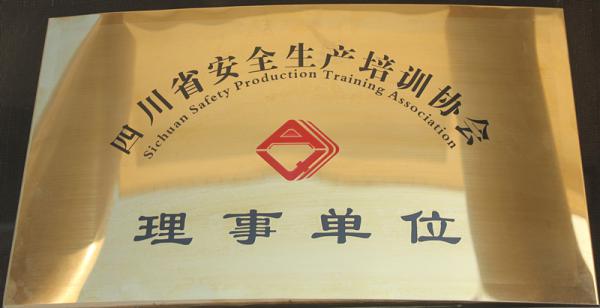 四川省安全生产培训协会
Sichuan Safety Production Training Association
理事单位